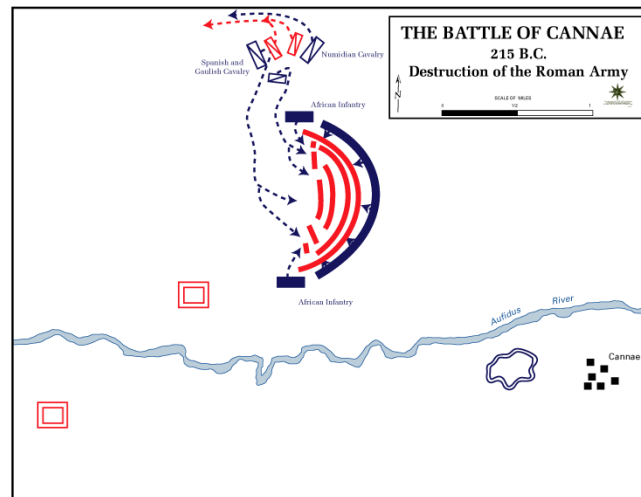 THE BATTLE OF CANNAE
215 B.C.
Destruction of the Roman Army
N
SCALE OF MILES
0 1/2 1
Spanish and
Gaulish Cavalry
Numidian Cavalry
African Infantry
African Infantry
Aufidus River
Cannae